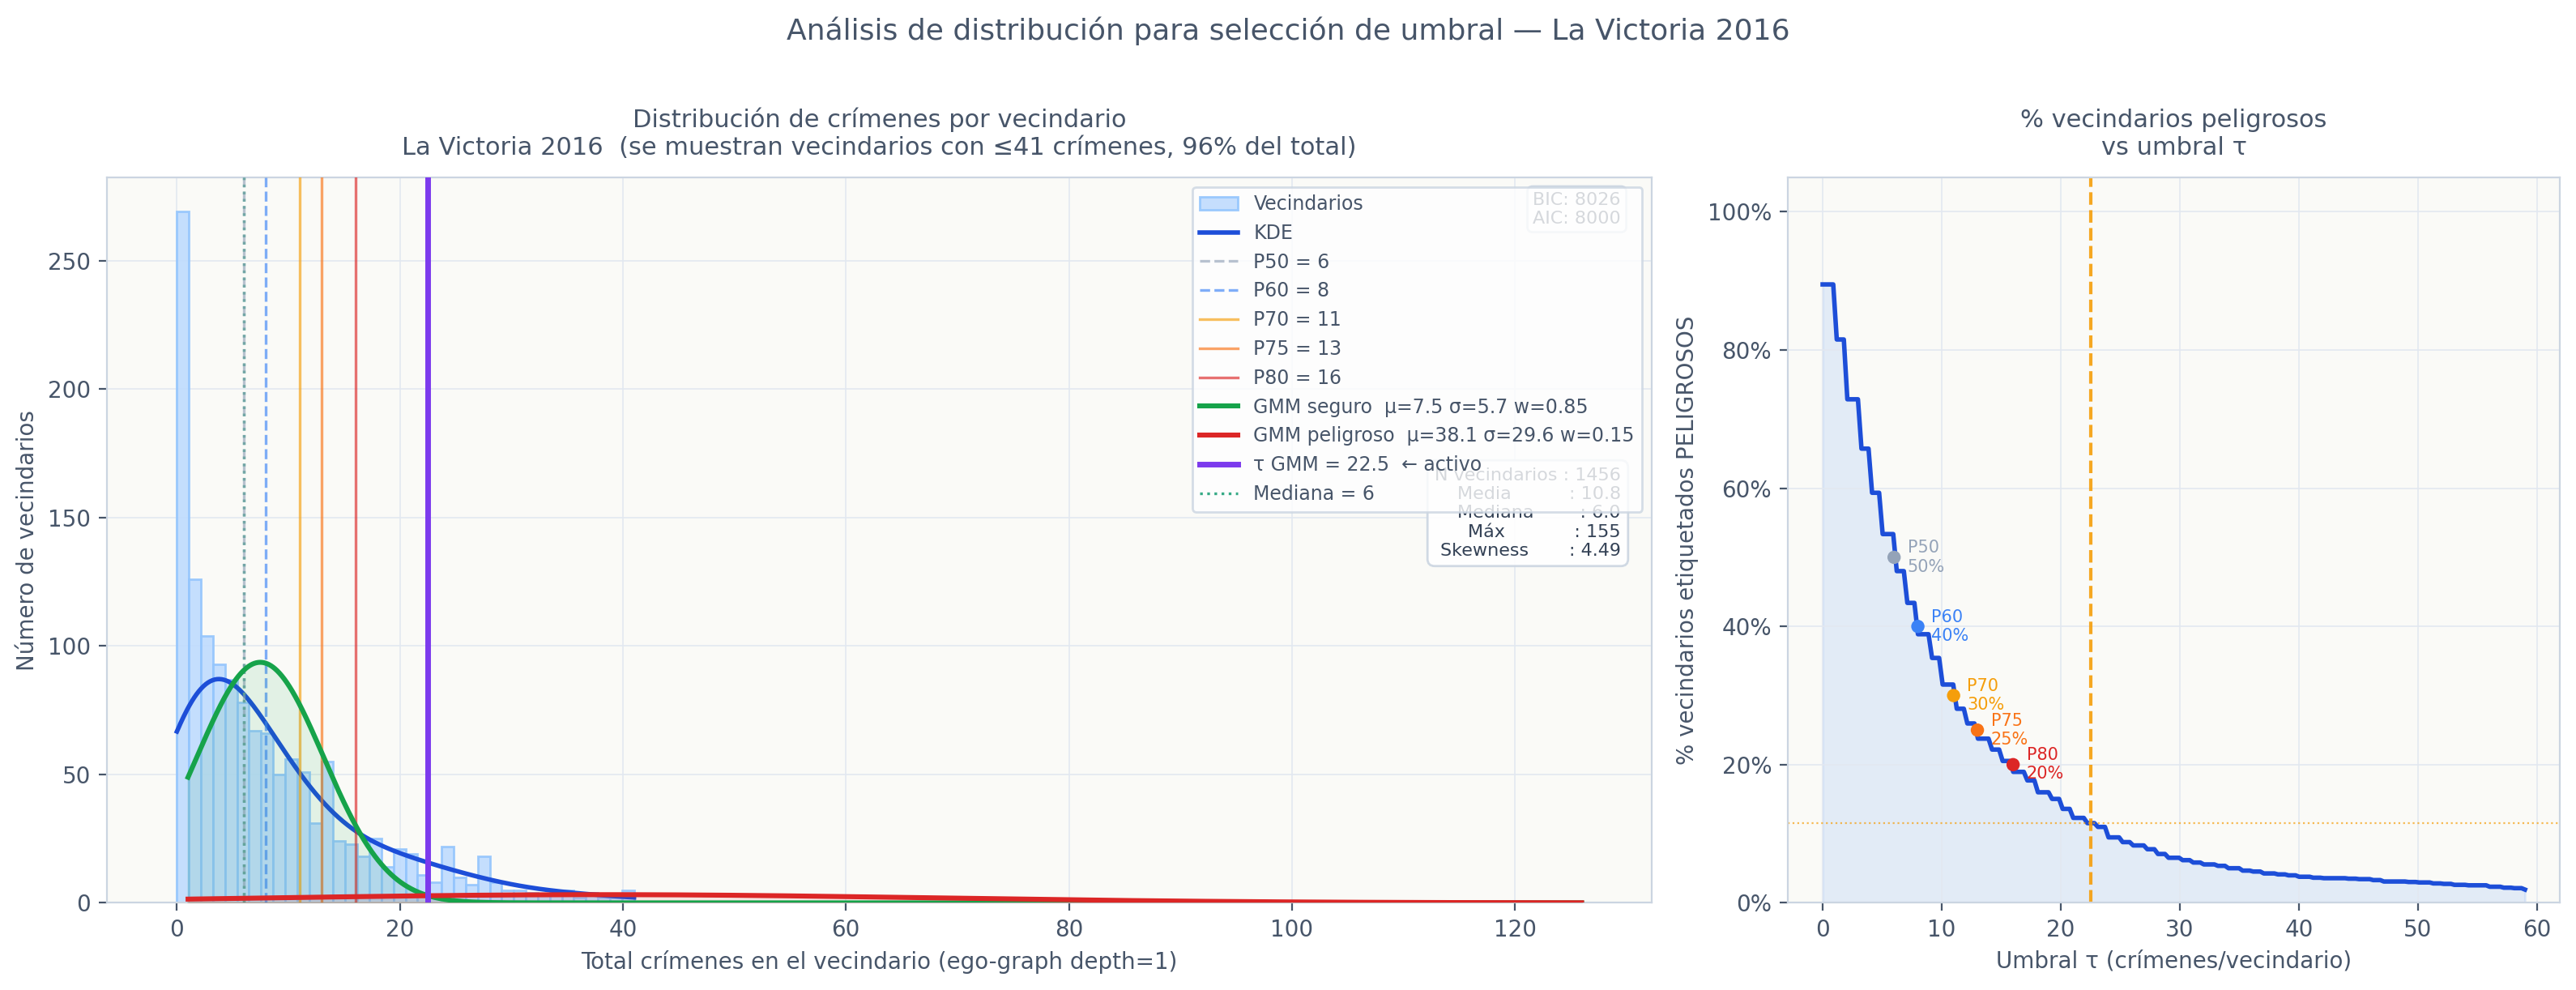 Análisis de distribución para selección de umbral — La Victoria 2016
Distribución de crímenes por vecindario
La Victoria 2016  (se muestran vecindarios con ≤41 crímenes, 96% del total)
Número de vecindarios
250
200
150
100
50
0
0
20
40
60
80
100
120
Total crímenes en el vecindario (ego-graph depth=1)
Vecindarios
KDE
P50 = 6
P60 = 8
P70 = 11
P75 = 13
P80 = 16
GMM seguro  μ=7.5 σ=5.7 w=0.85
GMM peligroso  μ=38.1 σ=29.6 w=0.15
τ GMM = 22.5  ← activo
Mediana = 6
BIC: 8026
AIC: 8000
N vecindarios : 1456
Media : 10.8
Mediana : 6.0
Máx : 155
Skewness : 4.49
% vecindarios peligrosos
vs umbral τ
% vecindarios etiquetados PELIGROSOS
100%
80%
60%
40%
20%
0%
P50
50%
P60
40%
P70
30%
P75
25%
P80
20%
0
10
20
30
40
50
60
Umbral τ (crímenes/vecindario)